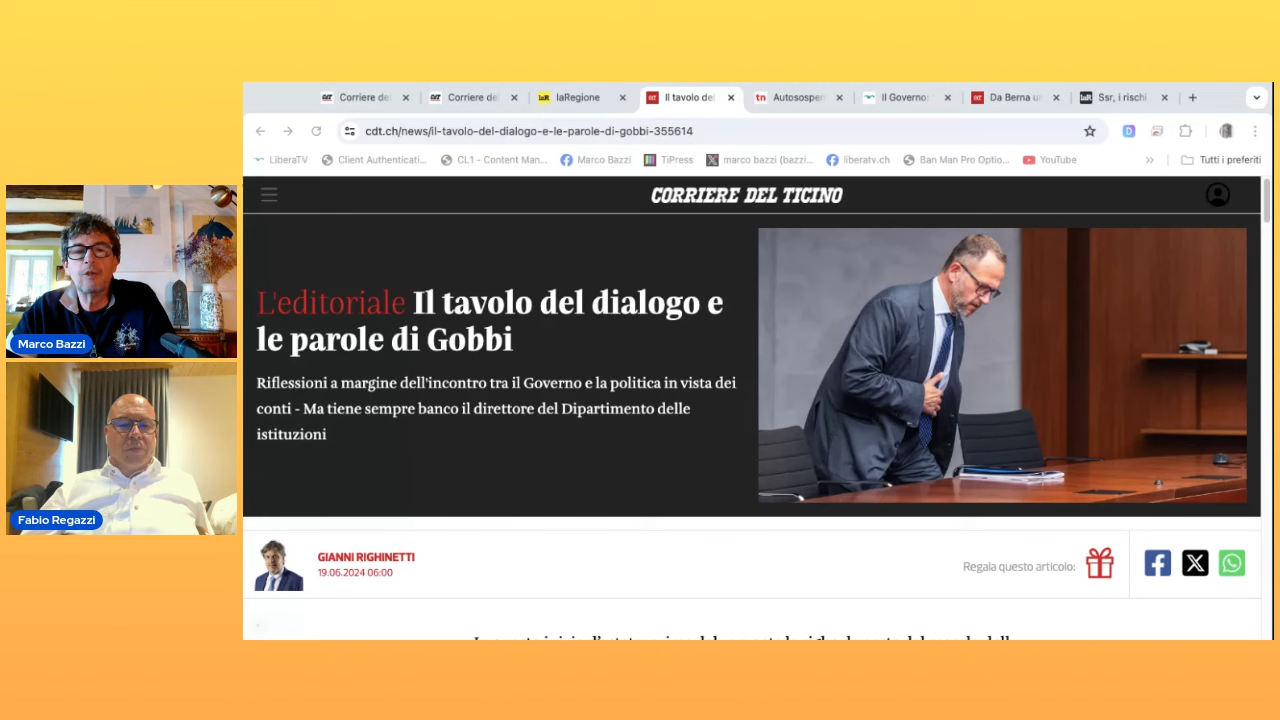 Corriere del
Corriere del
laR
laRegione
Il tavolo del
tn
Autosospen
Il Governo:
Da Berna un
laR
Ssr, i rischi
cdt.ch/news/il-tavolo-del-dialogo-e-le-parole-di-gobbi-355614
LiberaTV
Client Authenticati...
CL1 - Content Man...
Marco Bazzi
TiPress
marco bazzi (bazzi...
liberatv.ch
Ban Man Pro Optio...
YouTube
Tutti i preferiti
CORRIERE DEL TICINO
L'editoriale Il tavolo del dialogo e
le parole di Gobbi
Riflessioni a margine dell'incontro tra il Governo e la politica in vista dei
conti - Ma tiene sempre banco il direttore del Dipartimento delle
istituzioni
GIANNI RIGHINETTI
19.06.2024 06:00
Regala questo articolo:
Marco Bazzi
Fabio Regazzi